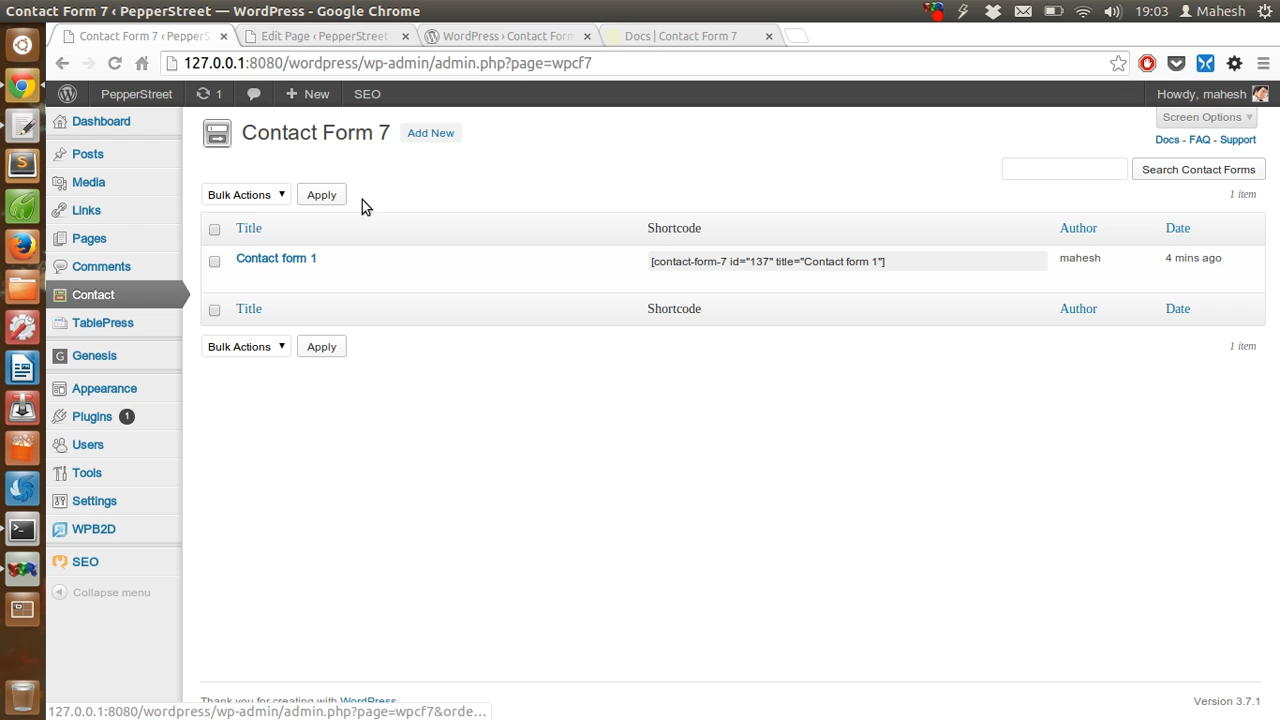 Contact Form 7 ‹ PepperStreet — WordPress - Google Chrome
19:03 Mahesh
Contact Form 7 ‹ PepperS
Edit Page ‹ PepperStreet
WordPress › Contact Form
Docs | Contact Form 7
127.0.0.1:8080/wordpress/wp-admin/admin.php?page=wpcf7
PepperStreet 1 New SEO Howdy, mahesh
Dashboard
Posts
Media
Links
Pages
Comments
Contact
TablePress
Genesis
Appearance
Plugins 1
Users
Tools
Settings
WPB2D
SEO
Collapse menu
Contact Form 7 Add New
Screen Options
Docs - FAQ - Support
Search Contact Forms
Bulk Actions Apply 1 item
Title Shortcode Author Date
Contact form 1 [contact-form-7 id="137" title="Contact form 1"] mahesh 4 mins ago
Title Shortcode Author Date
Bulk Actions Apply 1 item
Thank you for creating with WordPress
Version 3.7.1
127.0.0.1:8080/wordpress/wp-admin/admin.php?page=wpcf7&orde...